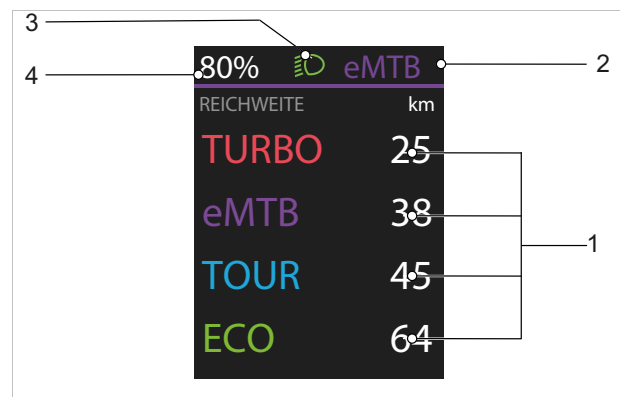 3
4
80% eMTB
2
REICHWEITE km
TURBO 25
eMTB 38
1
TOUR 45
ECO 64